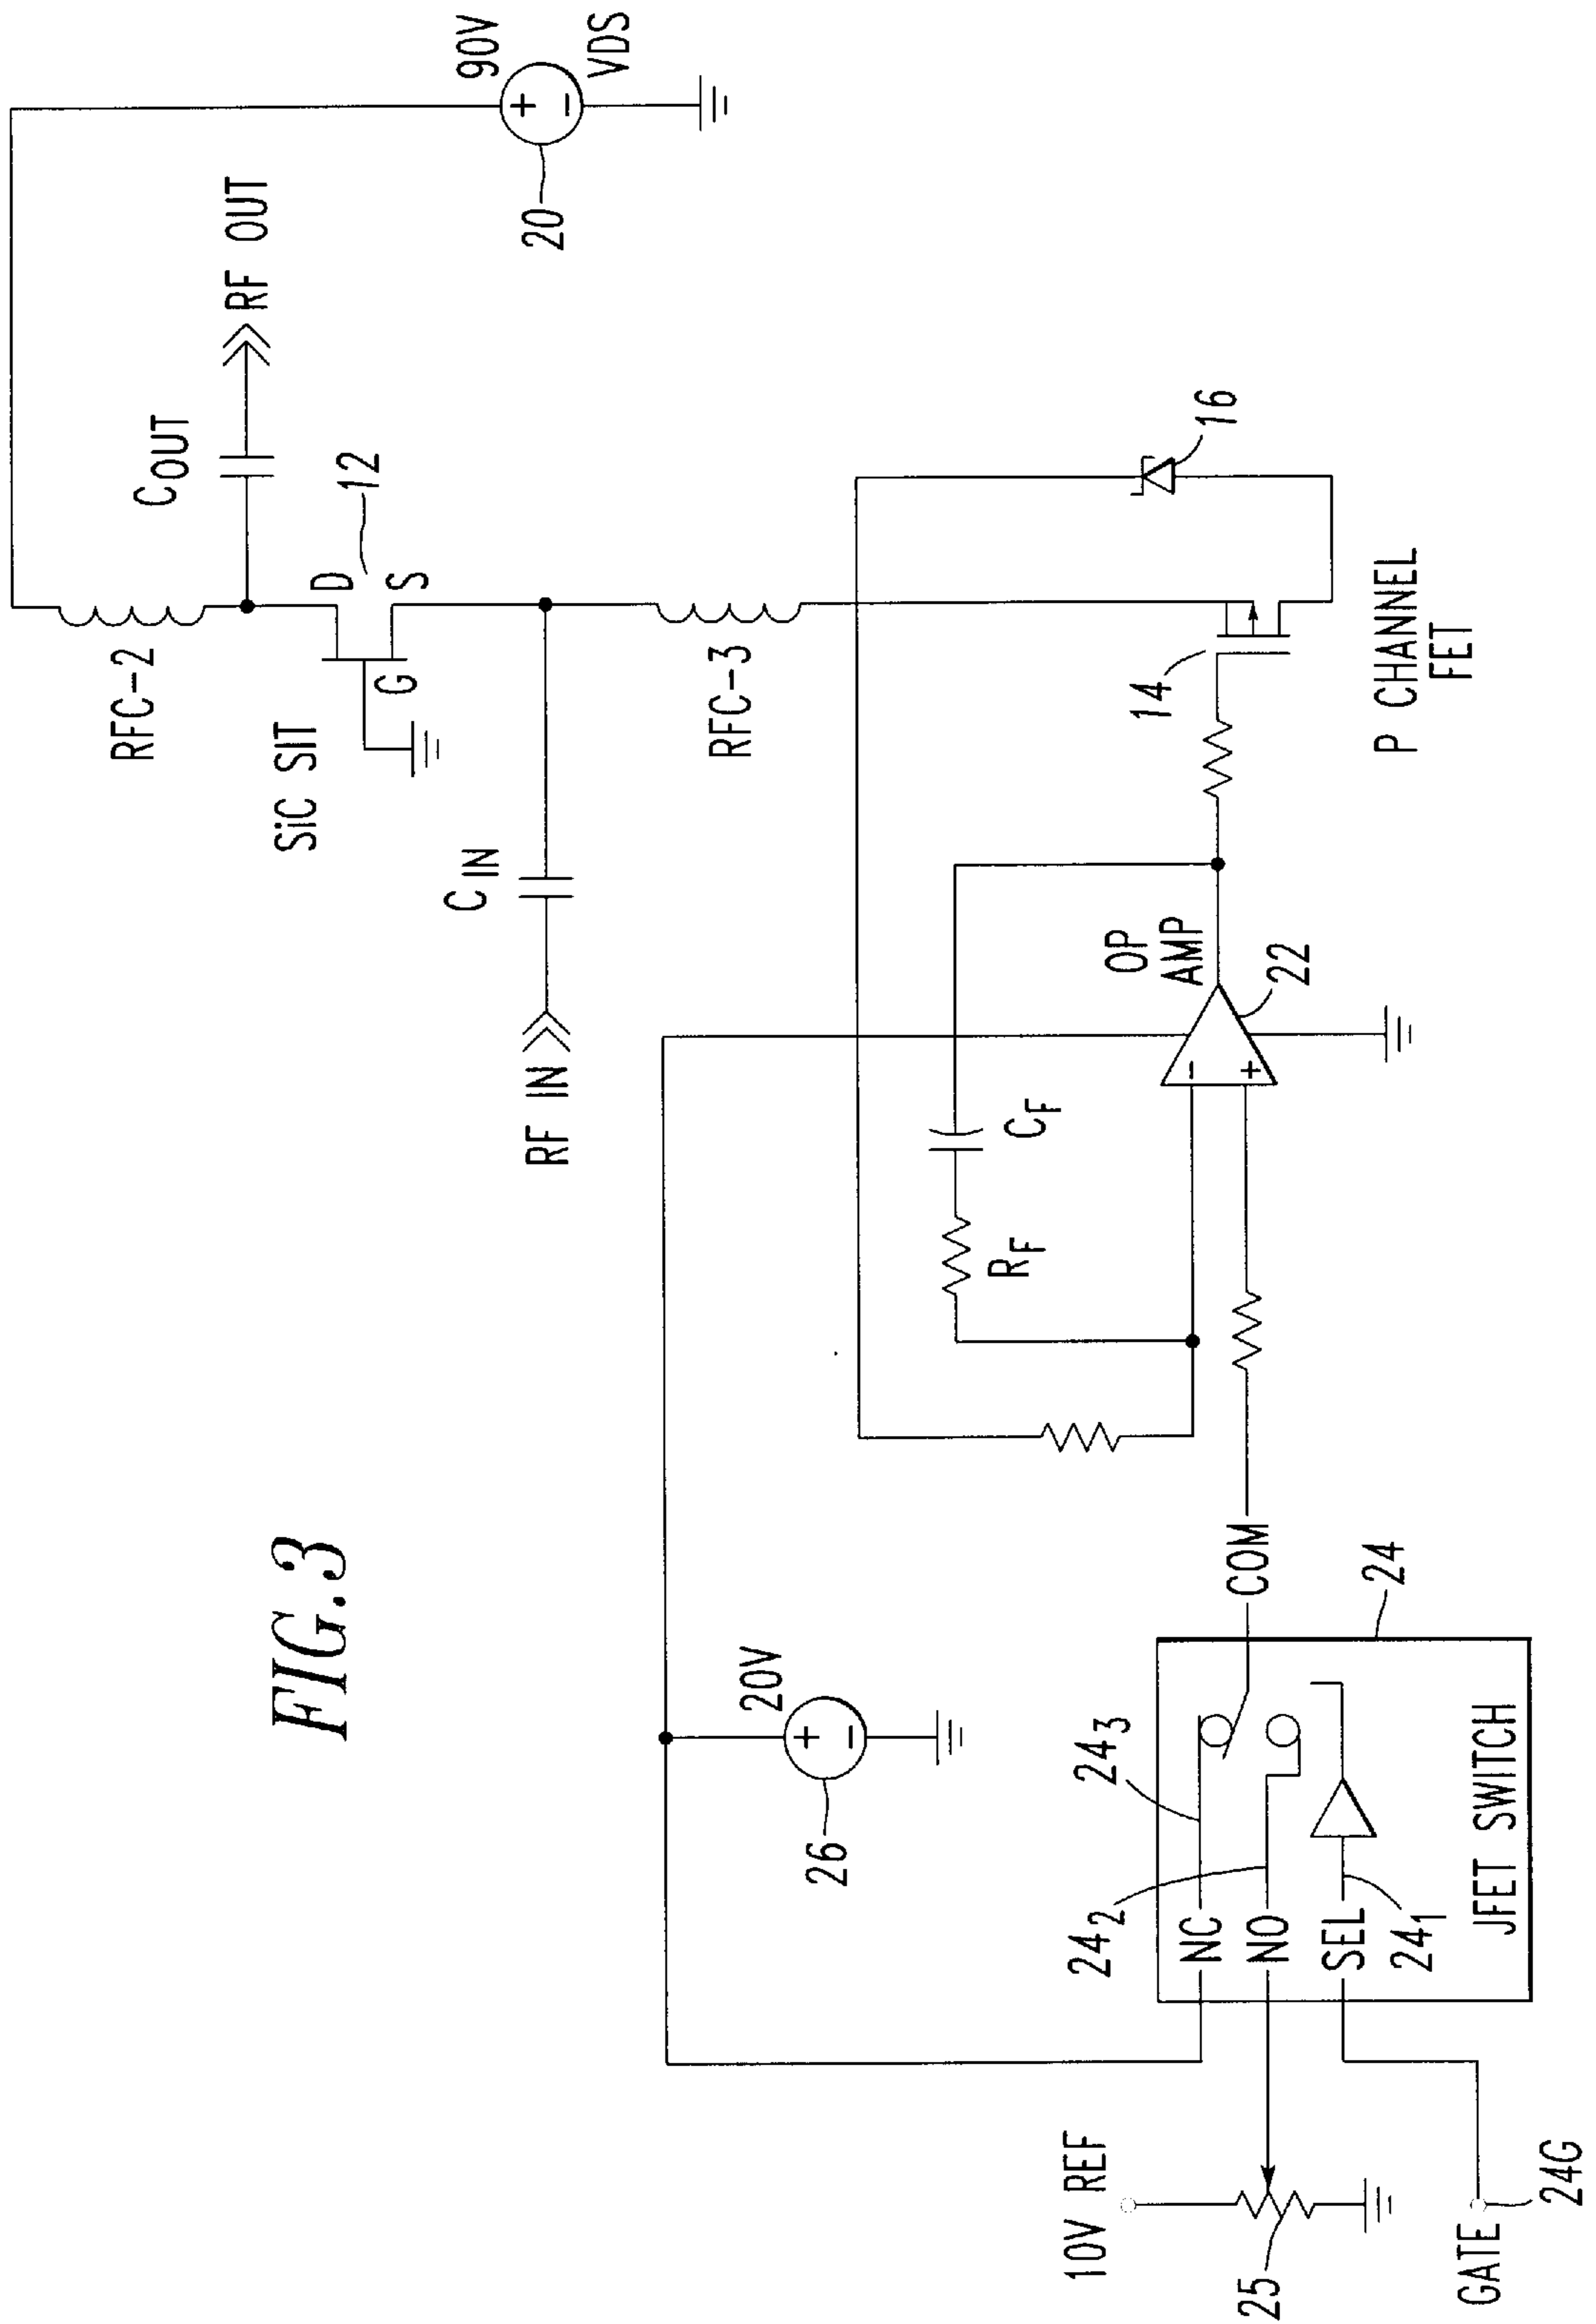 FIG.3
90V
VDS
20
RF OUT
COUT
RFC-2
D
12
S
G
SiC SIT
CIN
RF IN
RFC-3
16
14
P CHANNEL
FET
OP
AMP
22
-
+
CF
RF
20V
26
COM
24
243
242
NC
NO
SEL
241
JFET SWITCH
10V REF
25
GATE
24G